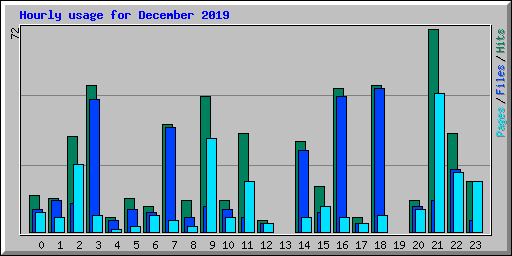 Hourly usage for December 2019
72
Pages/Files/Hits
0 1 2 3 4 5 6 7 8 9 10 11 12 13 14 15 16 17 18 19 20 21 22 23